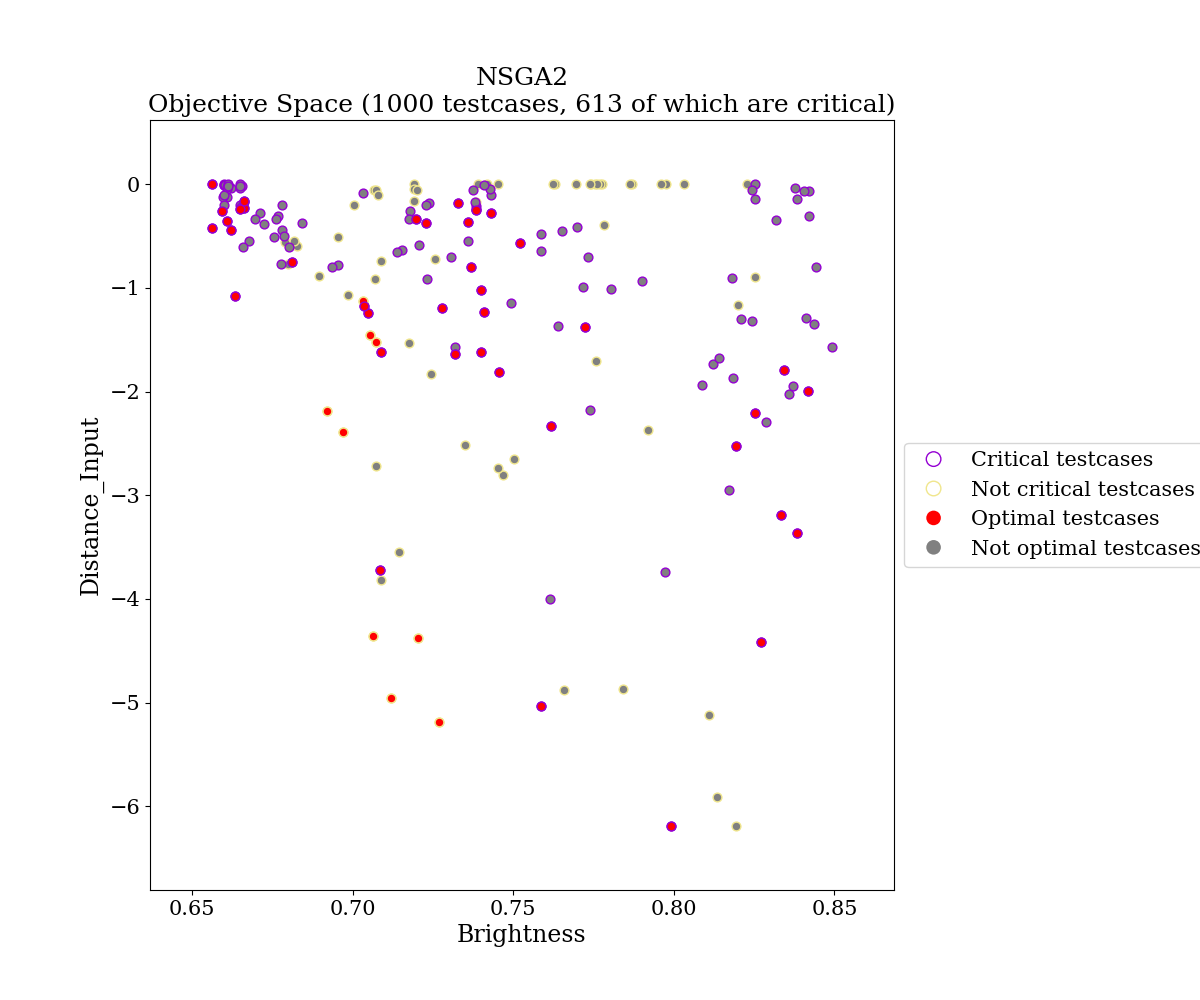 NSGA2
Objective Space (1000 testcases, 613 of which are critical)
0
−1
−2
−3
−4
−5
−6
Distance_Input
0.65
0.70
0.75
0.80
0.85
Brightness
Critical testcases
Not critical testcases
Optimal testcases
Not optimal testcases